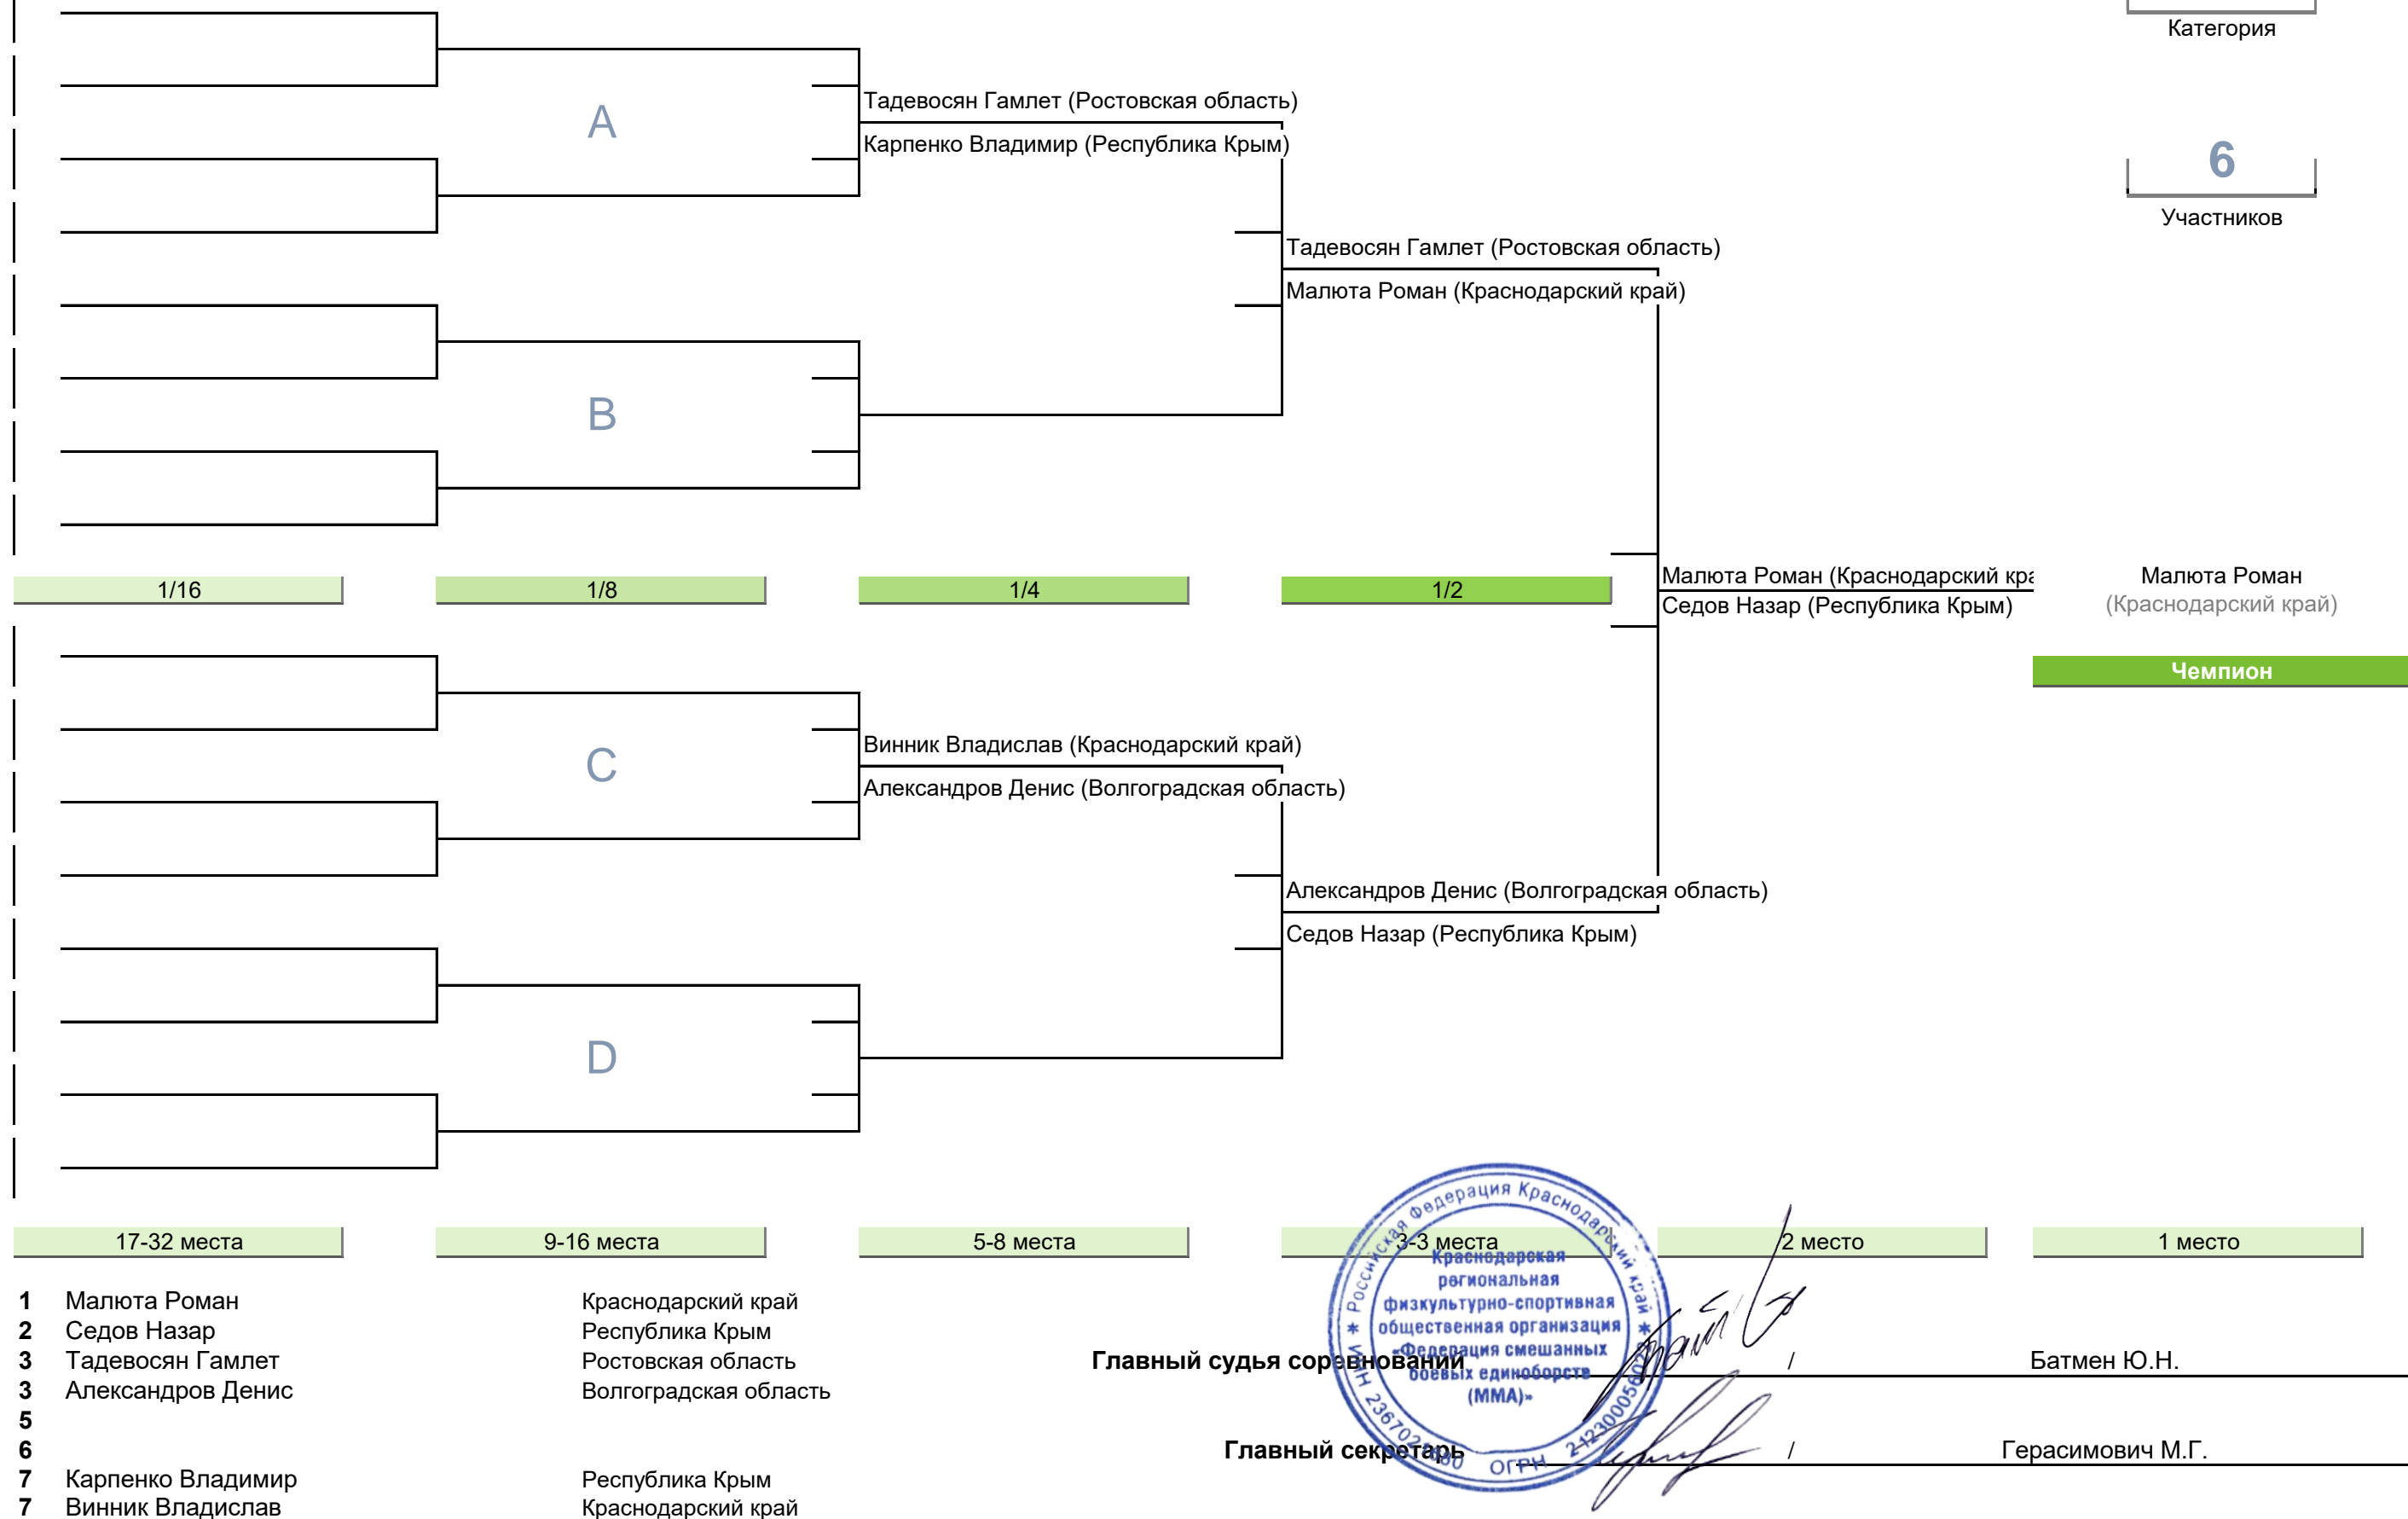 Категория
A
Тадевосян Гамлет (Ростовская область)
Карпенко Владимир (Республика Крым)
6
Участников
Тадевосян Гамлет (Ростовская область)
Малюта Роман (Краснодарский край)
B
1/16
1/8
1/4
1/2
Малюта Роман (Краснодарский кра
Седов Назар (Республика Крым)
Малюта Роман
(Краснодарский край)
Чемпион
C
Винник Владислав (Краснодарский край)
Александров Денис (Волгоградская область)
Александров Денис (Волгоградская область)
Седов Назар (Республика Крым)
D
17-32 места
9-16 места
5-8 места
3-3 места
2 место
1 место
1 Малюта Роман Краснодарский край
2 Седов Назар Республика Крым
3 Тадевосян Гамлет Ростовская область
3 Александров Денис Волгоградская область
5
6
7 Карпенко Владимир Республика Крым
7 Винник Владислав Краснодарский край
Российская Федерация Краснодарский край
Краснодарская
региональная
физкультурно-спортивная
общественная организация
«Федерация смешанных
боевых единоборств
(ММА)»
ИНН
ОГРН
Главный судья соревнований / Батмен Ю.Н.
Главный секретарь / Герасимович М.Г.